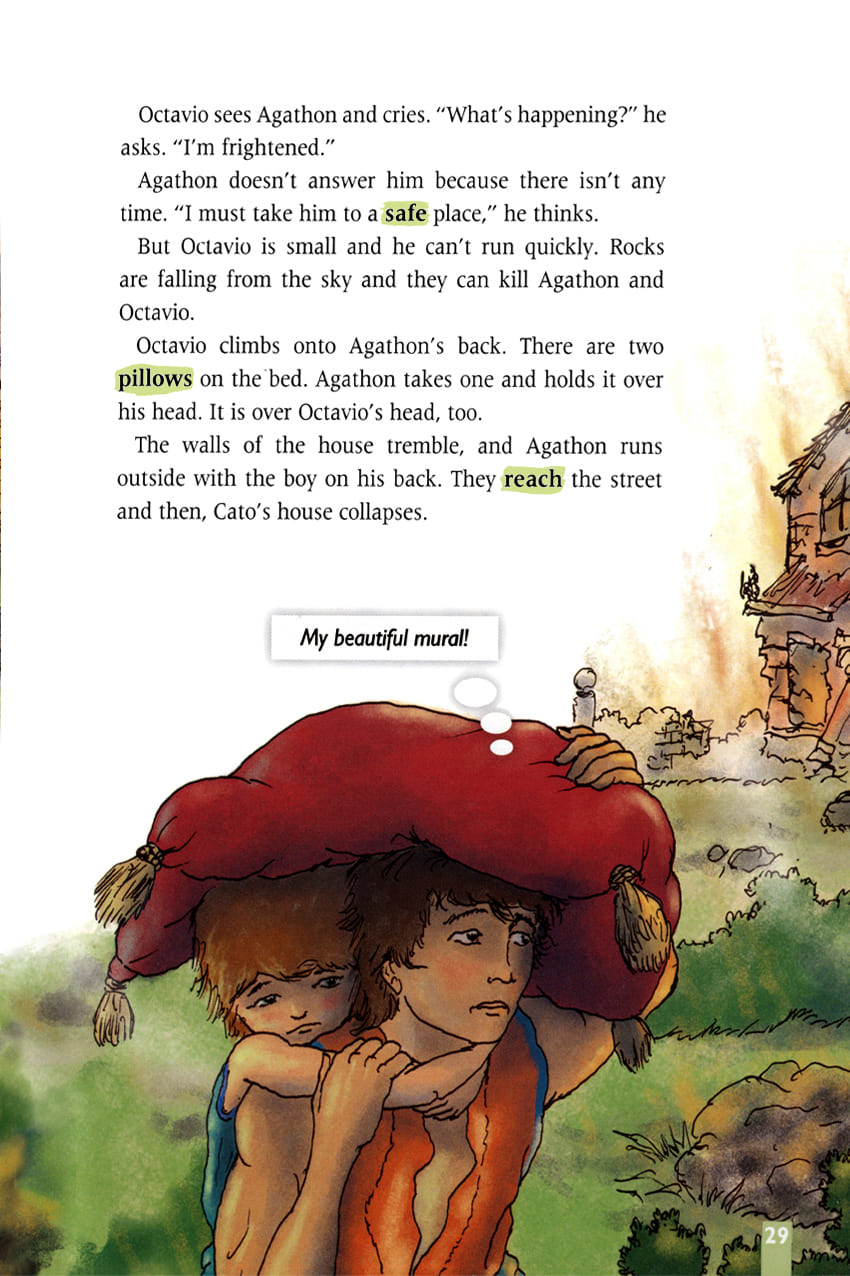 Octavio sees Agathon and cries. “What’s happening?” he
asks. “I’m frightened.”
Agathon doesn’t answer him because there isn’t any
time. “I must take him to a safe place,” he thinks.
But Octavio is small and he can’t run quickly. Rocks
are falling from the sky and they can kill Agathon and
Octavio.
Octavio climbs onto Agathon’s back. There are two
pillows on the bed. Agathon takes one and holds it over
his head. It is over Octavio’s head, too.
The walls of the house tremble, and Agathon runs
outside with the boy on his back. They reach the street
and then, Cato’s house collapses.
My beautiful mural!
29